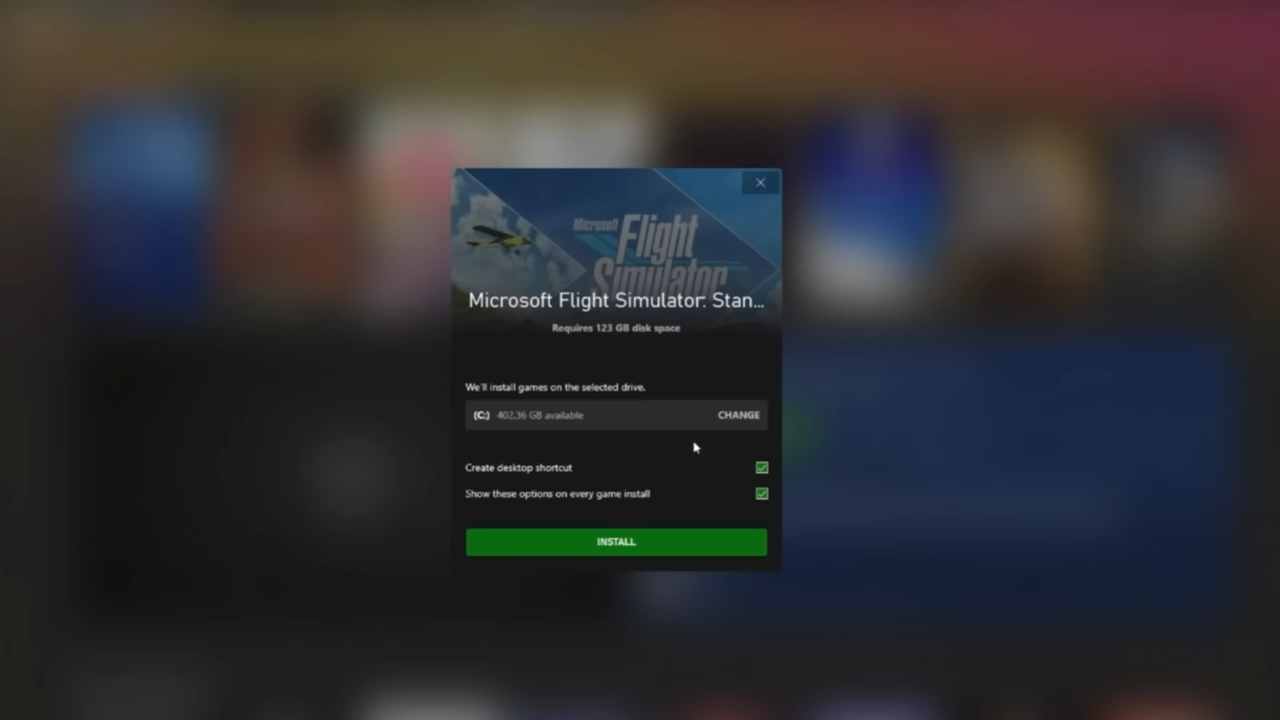 Microsoft
Flight
Simulator
Microsoft Flight Simulator: Stan...
Requires 123 GB disk space
We'll install games on the selected drive.
(C:) 402.36 GB available CHANGE
Create desktop shortcut
Show these options on every game install
INSTALL